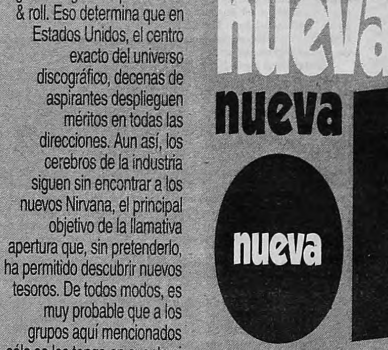 & roll. Eso determina que en
Estados Unidos, el centro
exacto del universo
discográfico, decenas de
aspirantes desplieguen
méritos en todas las
direcciones. Aun así, los
cerebros de la industria
siguen sin encontrar a los
nuevos Nirvana, el principal
objetivo de la llamativa
apertura que, sin pretenderlo,
ha permitido descubrir nuevos
tesoros. De todos modos, es
muy probable que a los
grupos aquí mencionados
nueva
nueva
nueva